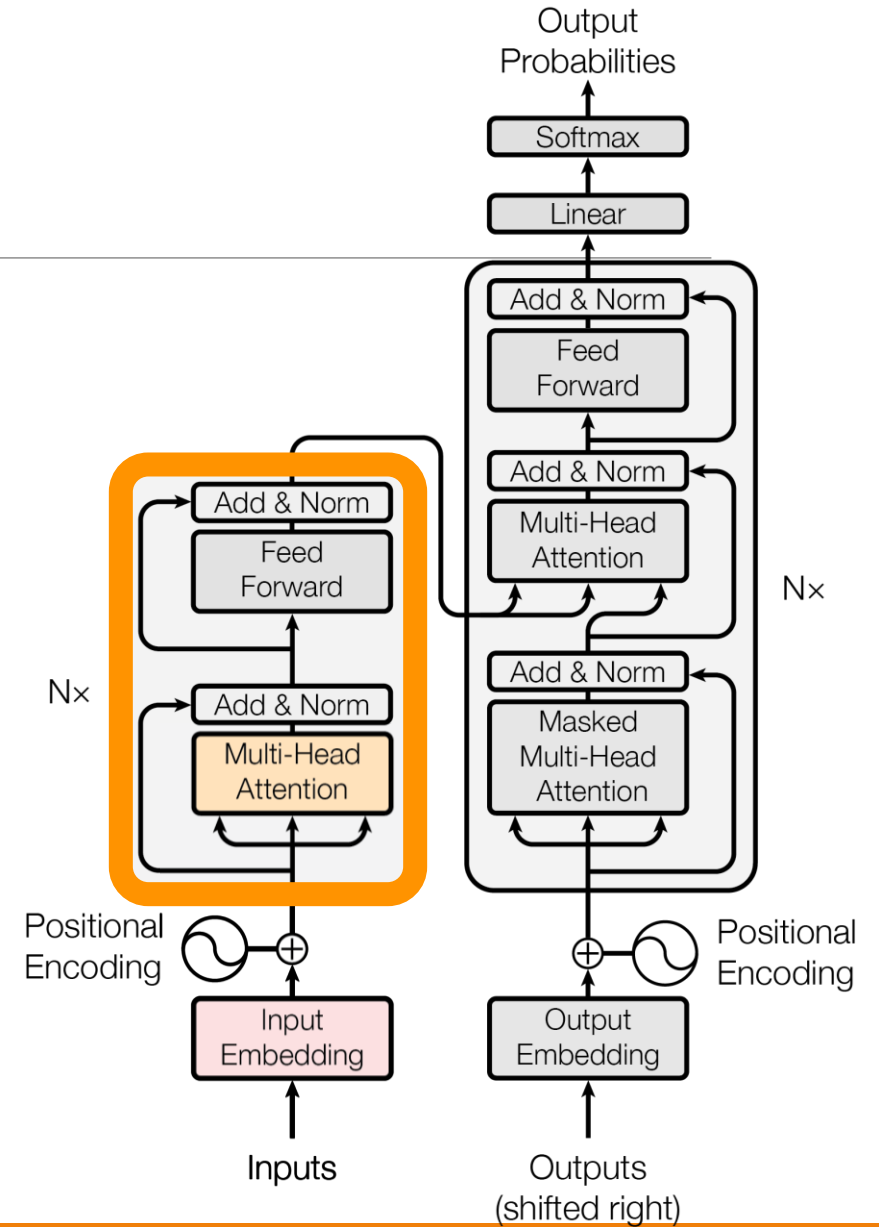 Output
Probabilities
Softmax
Linear
Add & Norm
Feed
Forward
Add & Norm
Multi-Head
Attention
Nx
Add & Norm
Masked
Multi-Head
Attention
Add & Norm
Feed
Forward
Nx
Add & Norm
Multi-Head
Attention
Positional
Encoding
Positional
Encoding
Input
Embedding
Output
Embedding
Inputs
Outputs
(shifted right)